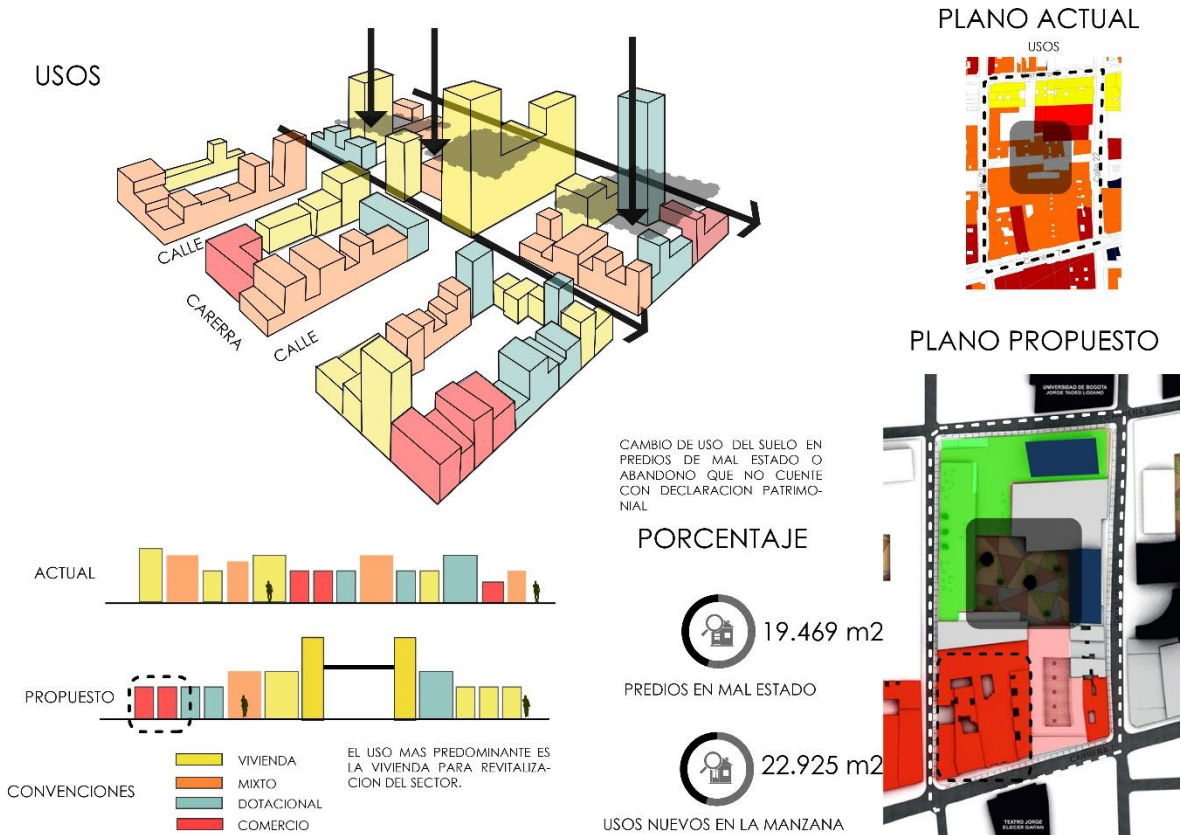 USOS
CALLE
CARERRA
CALLE
PLANO ACTUAL
USOS
Calle 23
PLANO PROPUESTO
UNIVERSIDAD DE BOGOTA
JORGE TADEO LOZANO
TEATRO JORGE
ELIECER GAITAN
CAMBIO DE USO DEL SUELO EN
PREDIOS DE MAL ESTADO O
ABANDONO QUE NO CUENTE
CON DECLARACION PATRIMO-
NIAL
PORCENTAJE
19.469 m2
PREDIOS EN MAL ESTADO
22.925 m2
USOS NUEVOS EN LA MANZANA
ACTUAL
PROPUESTO
CONVENCIONES
VIVIENDA
MIXTO
DOTACIONAL
COMERCIO
EL USO MAS PREDOMINANTE ES
LA VIVIENDA PARA REVITALIZA-
CION DEL SECTOR.